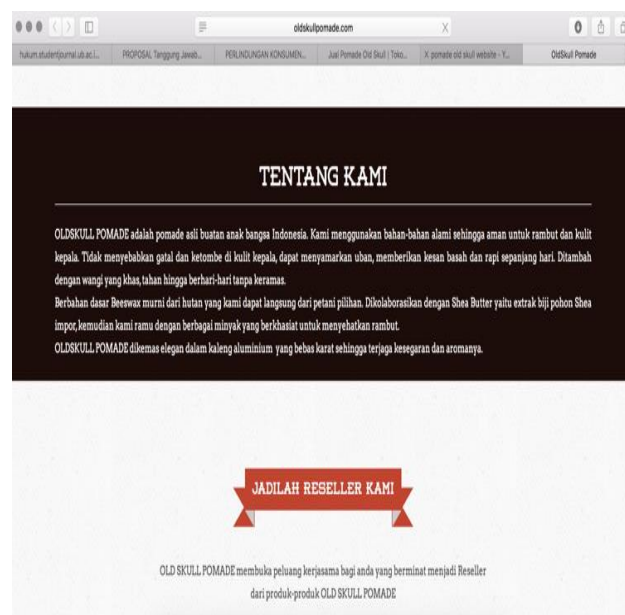 oldskullpomade.com
hukum.studentjournal.ub.ac.i...
PROPOSAL Tanggung Jawab...
PERLINDUNGAN KONSUMEN...
Jual Pomade Old Skull | Toko...
X pomade old skull website - Y...
OldSkull Pomade
TENTANG KAMI
OLDSKULL POMADE adalah pomade asli buatan anak bangsa Indonesia. Kami menggunakan bahan-bahan alami sehingga aman untuk rambut dan kulit
kepala. Tidak menyebabkan gatal dan ketombe di kulit kepala, dapat menyamarkan uban, memberikan kesan basah dan rapi sepanjang hari. Ditambah
dengan wangi yang khas, tahan hingga berhari-hari tanpa keramas.
Berbahan dasar Beeswax murni dari hutan yang kami dapat langsung dari petani pilihan. Dikolaborasikan dengan Shea Butter yaitu extrak biji pohon Shea
impor, kemudian kami ramu dengan berbagai minyak yang berkhasiat untuk menyehatkan rambut.
OLDSKULL POMADE dikemas elegan dalam kaleng aluminium yang bebas karat sehingga terjaga kesegaran dan aromanya.
JADILAH RESELLER KAMI
OLD SKULL POMADE membuka peluang kerjasama bagi anda yang berminat menjadi Reseller
dari produk-produk OLD SKULL POMADE